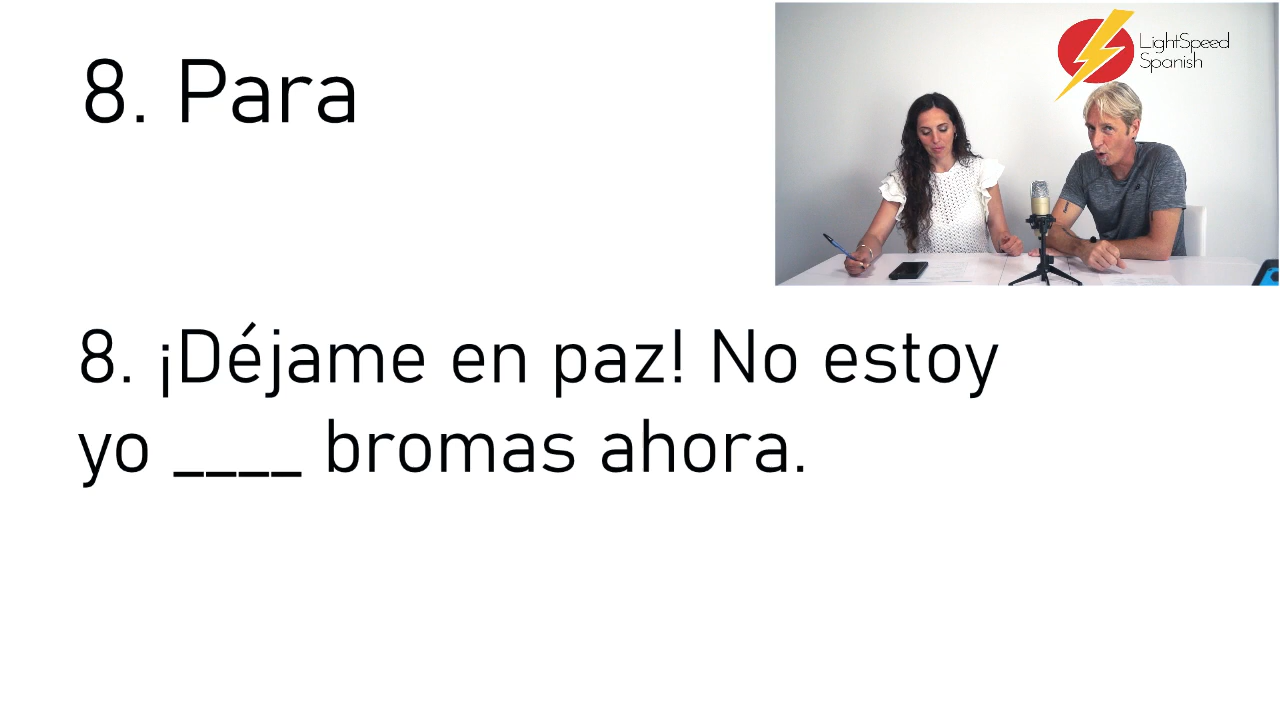 8. Para
LightSpeed
Spanish
8. ¡Déjame en paz! No estoy
yo ____ bromas ahora.